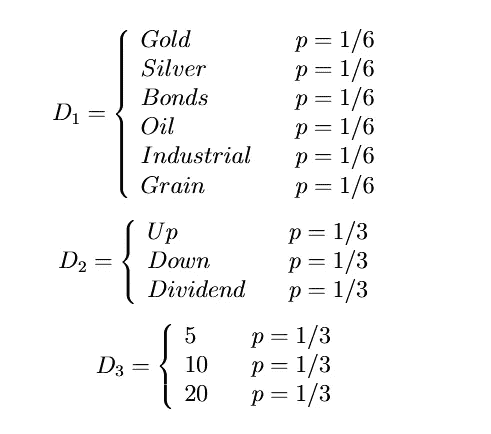 Gold p = 1/6
Silver p = 1/6
Bonds p = 1/6
D₁ = Oil p = 1/6
Industrial p = 1/6
Grain p = 1/6
Up p = 1/3
D₂ = Down p = 1/3
Dividend p = 1/3
5 p = 1/3
D₃ = 10 p = 1/3
20 p = 1/3